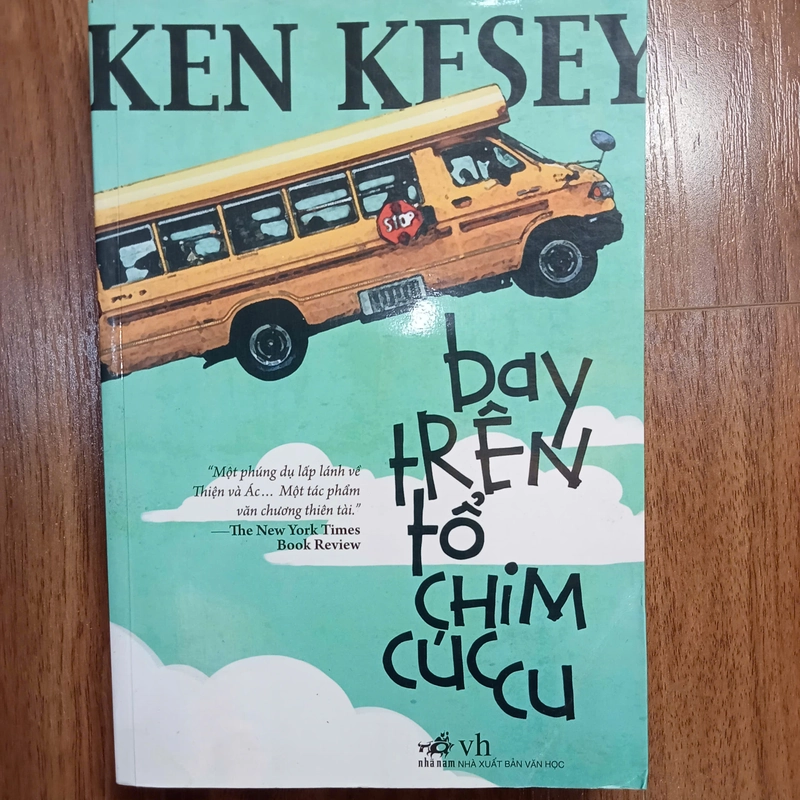 KEN KESEY
STOP
bay
tRÊN
tổ
CHiM
CÚC CU
“Một phúng dụ lấp lánh về
Thiện và Ác… Một tác phẩm
văn chương thiên tài.”
—The New York Times
Book Review
vh
nhã nam NHÀ XUẤT BẢN VĂN HỌC